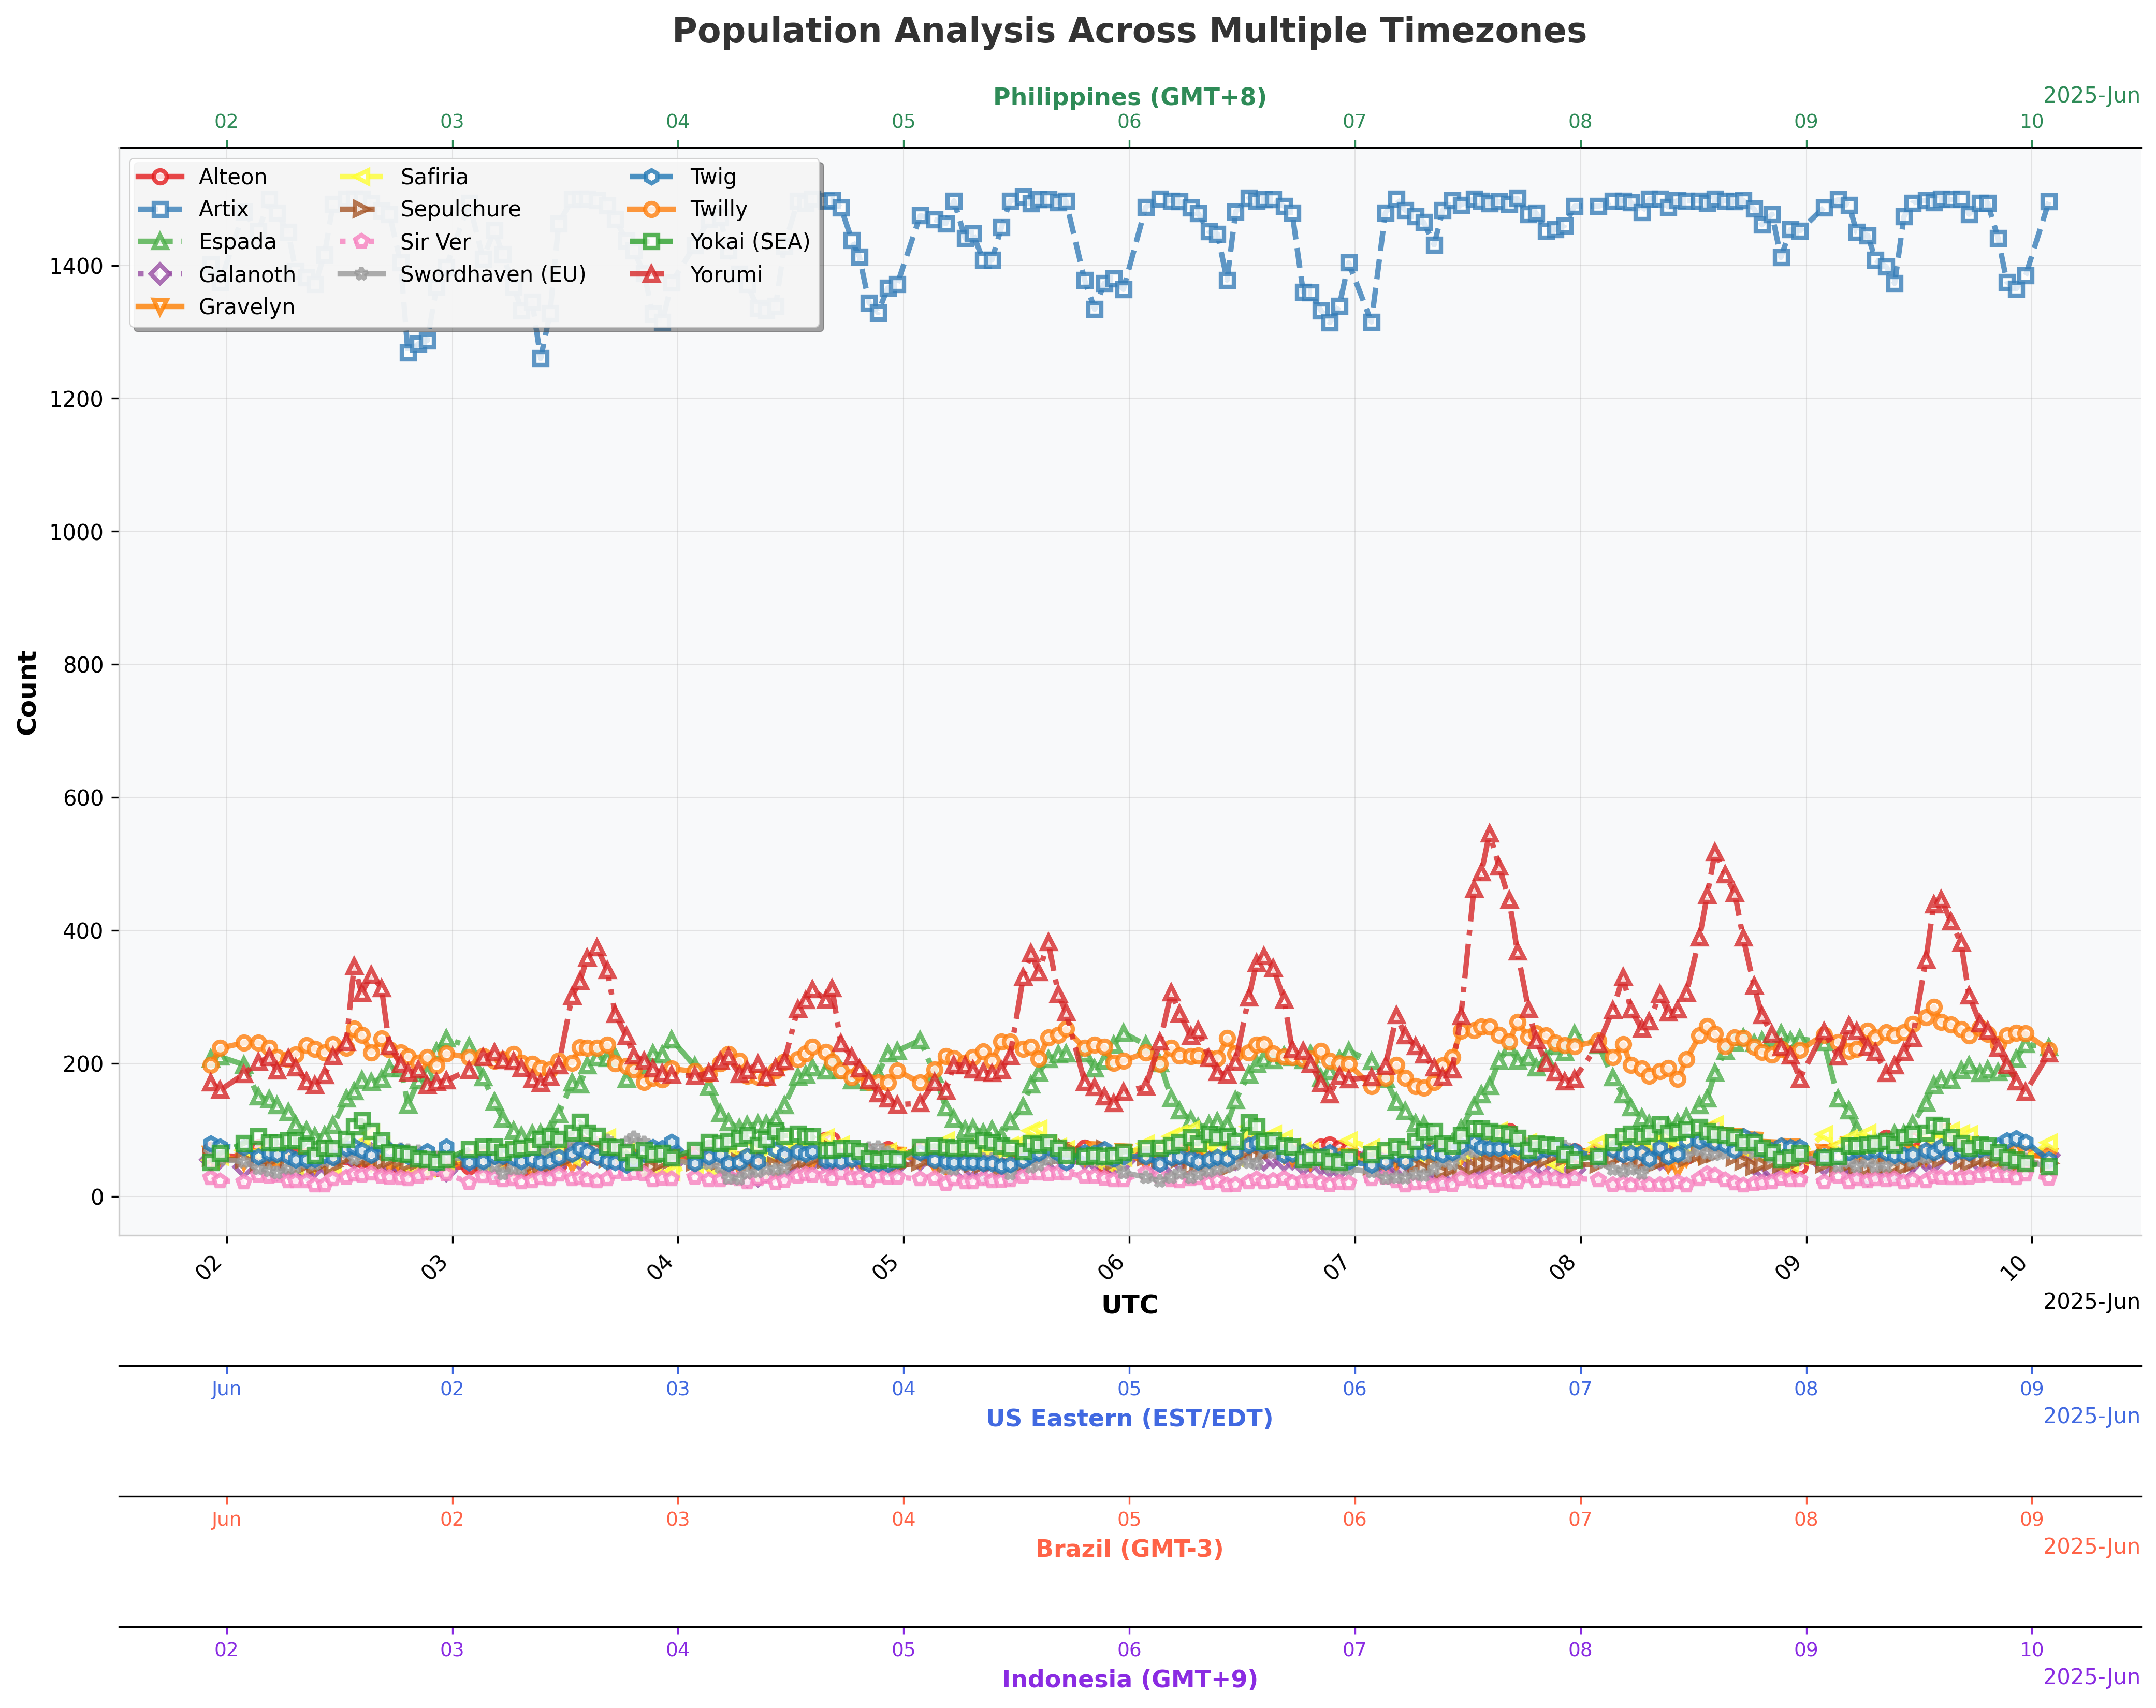 Population Analysis Across Multiple Timezones
Philippines (GMT+8)
2025-Jun
02 03 04 05 06 07 08 09 10
Alteon
Artix
Espada
Galanoth
Gravelyn
Safiria
Sepulchure
Sir Ver
Swordhaven (EU)
Twig
Twilly
Yokai (SEA)
Yorumi
Count
1400
1200
1000
800
600
400
200
0
02 03 04 05 06 07 08 09 10
UTC
2025-Jun
Jun 02 03 04 05 06 07 08 09
US Eastern (EST/EDT)
2025-Jun
Jun 02 03 04 05 06 07 08 09
Brazil (GMT-3)
2025-Jun
02 03 04 05 06 07 08 09 10
Indonesia (GMT+9)
2025-Jun